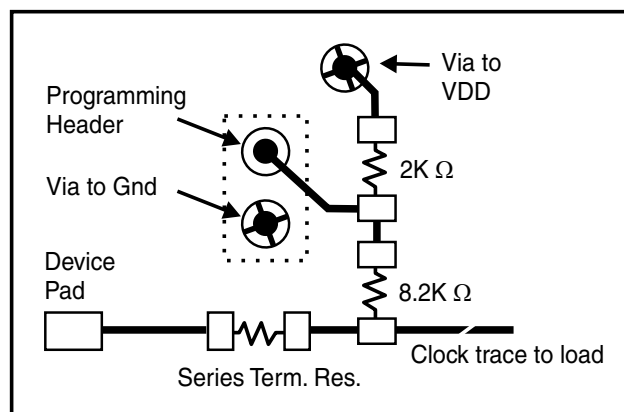 Via to
VDD
Programming
Header
2K Ω
Via to Gnd
Device
Pad
8.2K Ω
Clock trace to load
Series Term. Res.